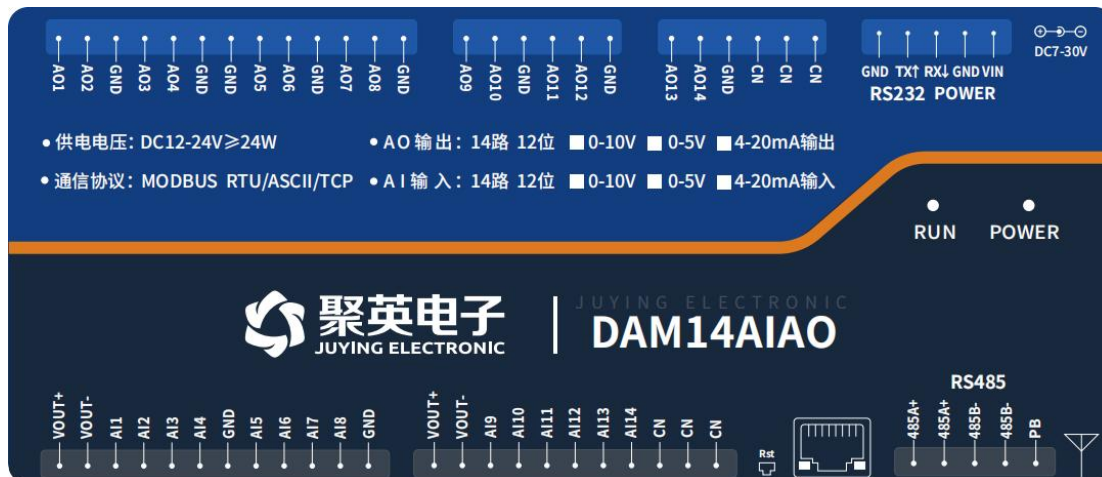 AO1 AO2 GND AO3 AO4 GND GND AO5 AO6 GND AO7 AO8 GND
AO9 AO10 GND AO11 AO12 GND
AO13 AO14 GND CN CN CN
GND TX↑ RX↓ GND VIN
RS232 POWER
DC7-30V
•供电电压：DC12-24V≥24W
•AO输出：14路 12位 ■0-10V ■0-5V ■4-20mA输出
•通信协议：MODBUS RTU/ASCII/TCP
•AI输入：14路 12位 ■0-10V ■0-5V ■4-20mA输入
RUN POWER
聚英电子
JUYING ELECTRONIC
JUYING ELECTRONIC
DAM14AIAO
RS485
VOUT+ VOUT- AI1 AI2 AI3 AI4 GND AI5 AI6 AI7 AI8 GND
VOUT+ VOUT- AI9 AI10 AI11 AI12 AI13 AI14 CN CN CN
Rst
485A+ 485A+ 485B- 485B- PB